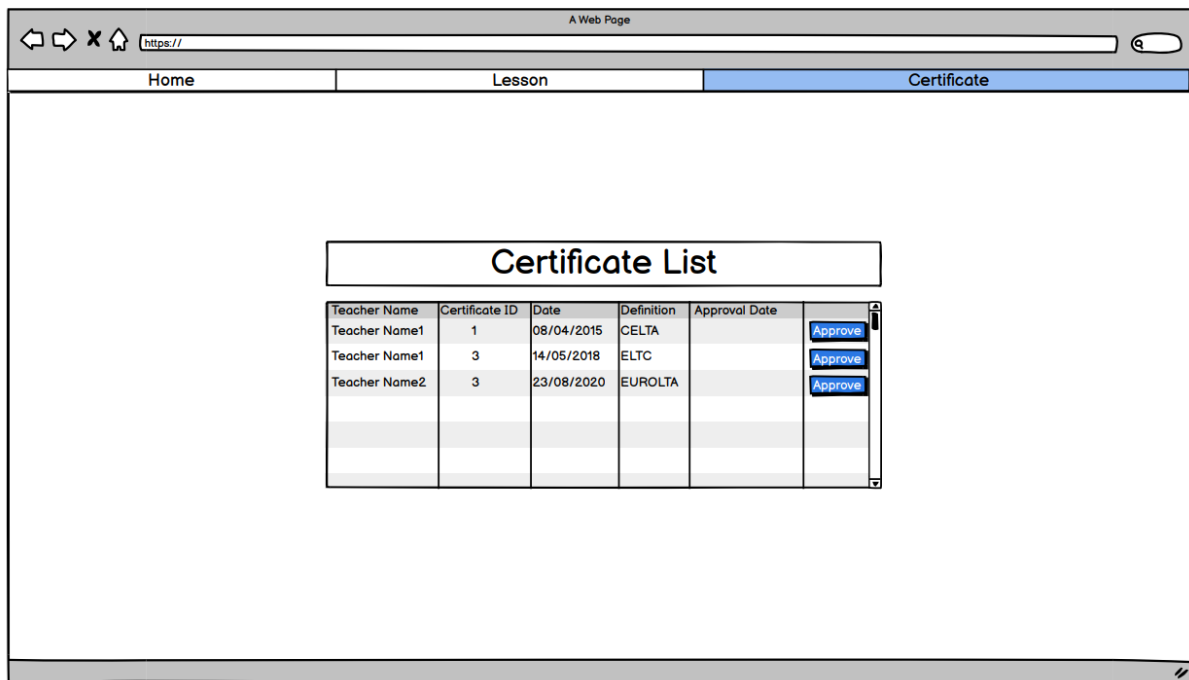 A Web Page
https://
Home Lesson Certificate
Certificate List
Teacher Name Certificate ID Date Definition Approval Date
Teacher Name1 1 08/04/2015 CELTA Approve
Teacher Name1 3 14/05/2018 ELTC Approve
Teacher Name2 3 23/08/2020 EUROLTA Approve